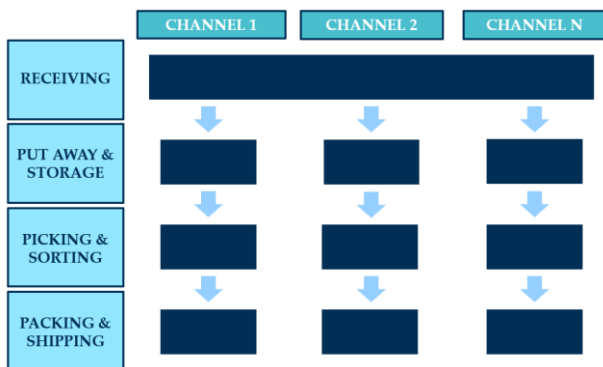 CHANNEL 1
CHANNEL 2
CHANNEL N
RECEIVING
PUT AWAY &
STORAGE
PICKING &
SORTING
PACKING &
SHIPPING